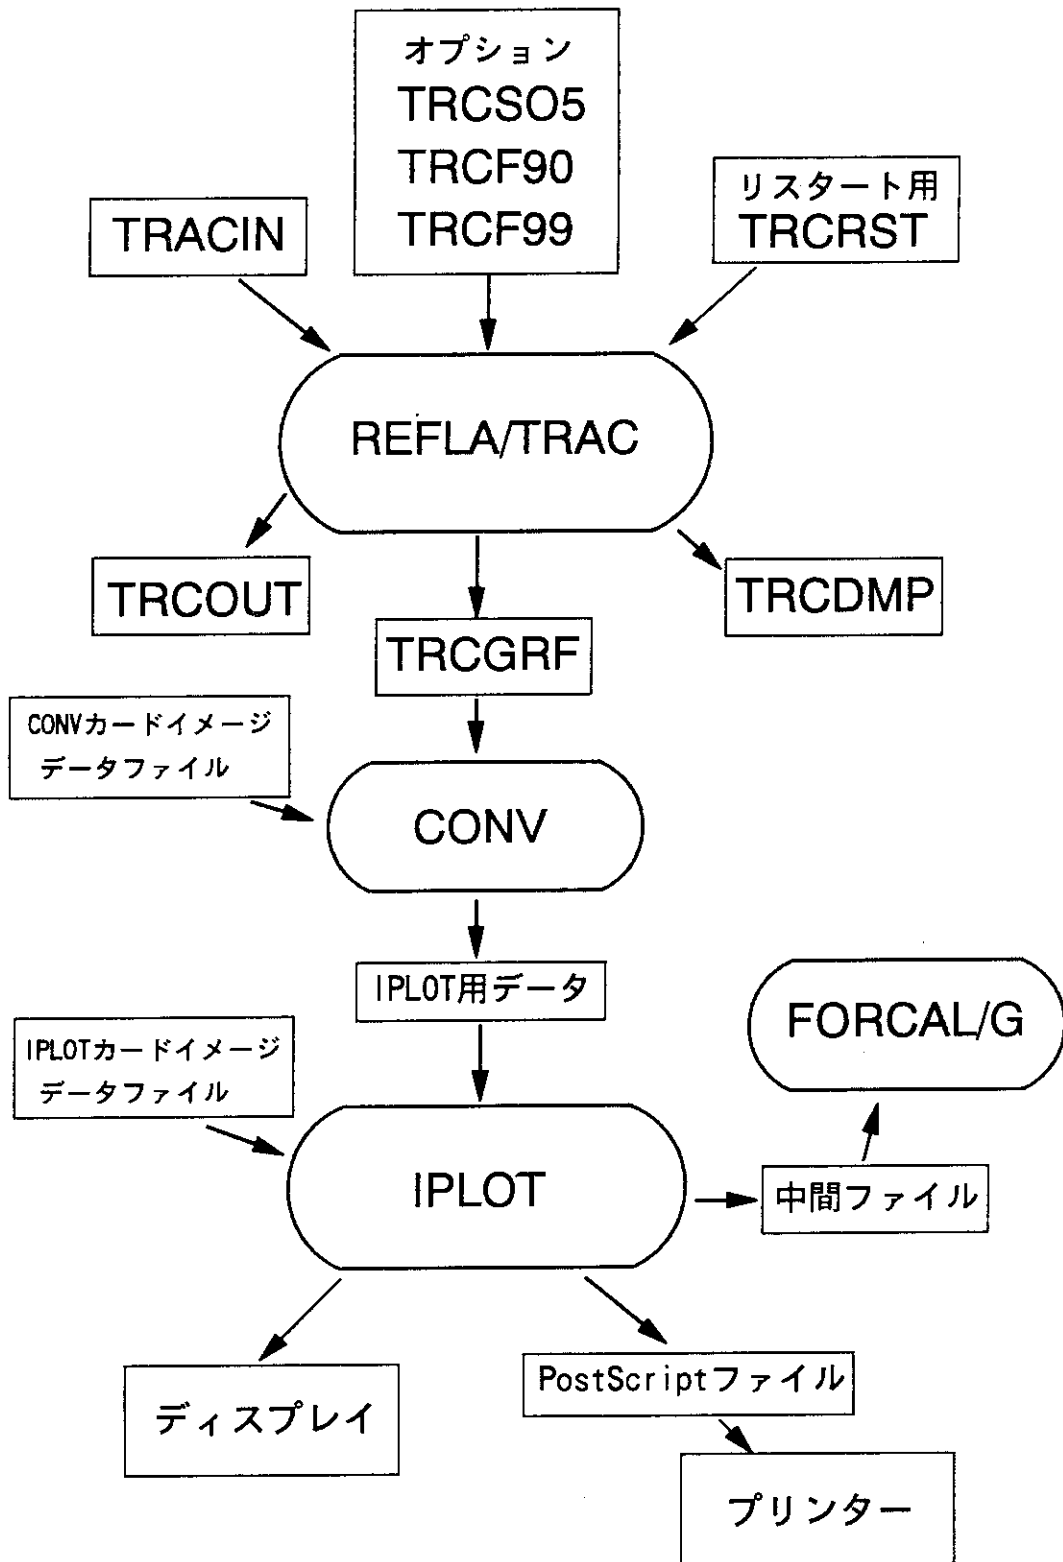 オプション
TRCSO5
TRCF90
TRCF99
TRACIN
リスタート用
TRCRST
REFLA/TRAC
TRCOUT
TRCDMP
TRCGRF
CONVカードイメージ
データファイル
CONV
IPLOT用データ
FORCAL/G
IPLOTカードイメージ
データファイル
IPLOT
中間ファイル
ディスプレイ
PostScriptファイル
プリンター